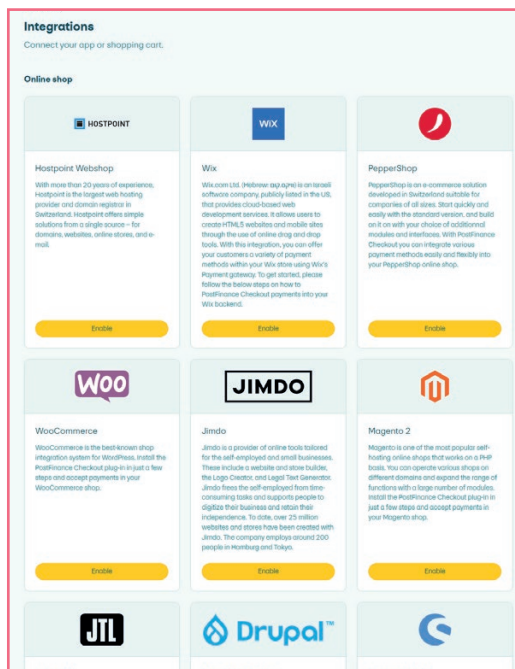 Integrations
Connect your app or shopping cart.
Online shop
HOSTPOINT
WiX
Hostpoint Webshop
With more than 20 years of experience,
Hostpoint is the largest web hosting
provider and domain registrar in
Switzerland. Hostpoint offers simple
solutions from a single source – for
domains, websites, online stores, and e-
mail.
Enable
Wix
Wix.com Ltd. (Hebrew:
is an Israeli
software company, publicly listed in the US,
that provides cloud-based web
development services. It allows users to
create HTML5 websites and mobile sites
through the use of online drag and drop
tools. With this integration, you can offer
your customers a variety of payment
methods within your Wix store using Wix's
Payment gateway. To get started, please
follow the below steps on how to
PostFinance Checkout payments into your
Wix backend.
Enable
PepperShop
PepperShop is an e-commerce solution
developed in Switzerland suitable for
companies of all sizes. Start quickly and
easily with the standard version, and build
on it with your choice of additionnal
modules and interfaces. With PostFinance
Checkout you can integrate various
payment methods easily and flexibly into
your PepperShop online shop.
Enable
WOO
JIMDO
WooCommerce
WooCommerce is the best-known shop
integration system for WordPress. Install the
PostFinance Checkout plug-in in just a few
steps and accept payments in your
WooCommerce shop.
Enable
Jimdo
Jimdo is a provider of online tools tailored
for the self-employed and small businesses.
These include a website and store builder,
the Logo Creator, and Legal Text Generator.
Jimdo frees the self-employed from time-
consuming tasks and supports people to
digitize their business and retain their
independence. To date, over 25 million
websites and stores have been created with
Jimdo. The company employs around 200
people in Hamburg and Tokyo.
Enable
Magento 2
Magento is one of the most popular self-
hosting online shops that works on a PHP
basis. You can operate various shops on
different domains and expand the range of
functions with a large number of modules.
Install the PostFinance Checkout plug-in in
just a few steps and accept payments in
your Magento shop.
Enable
JTL
Drupal™